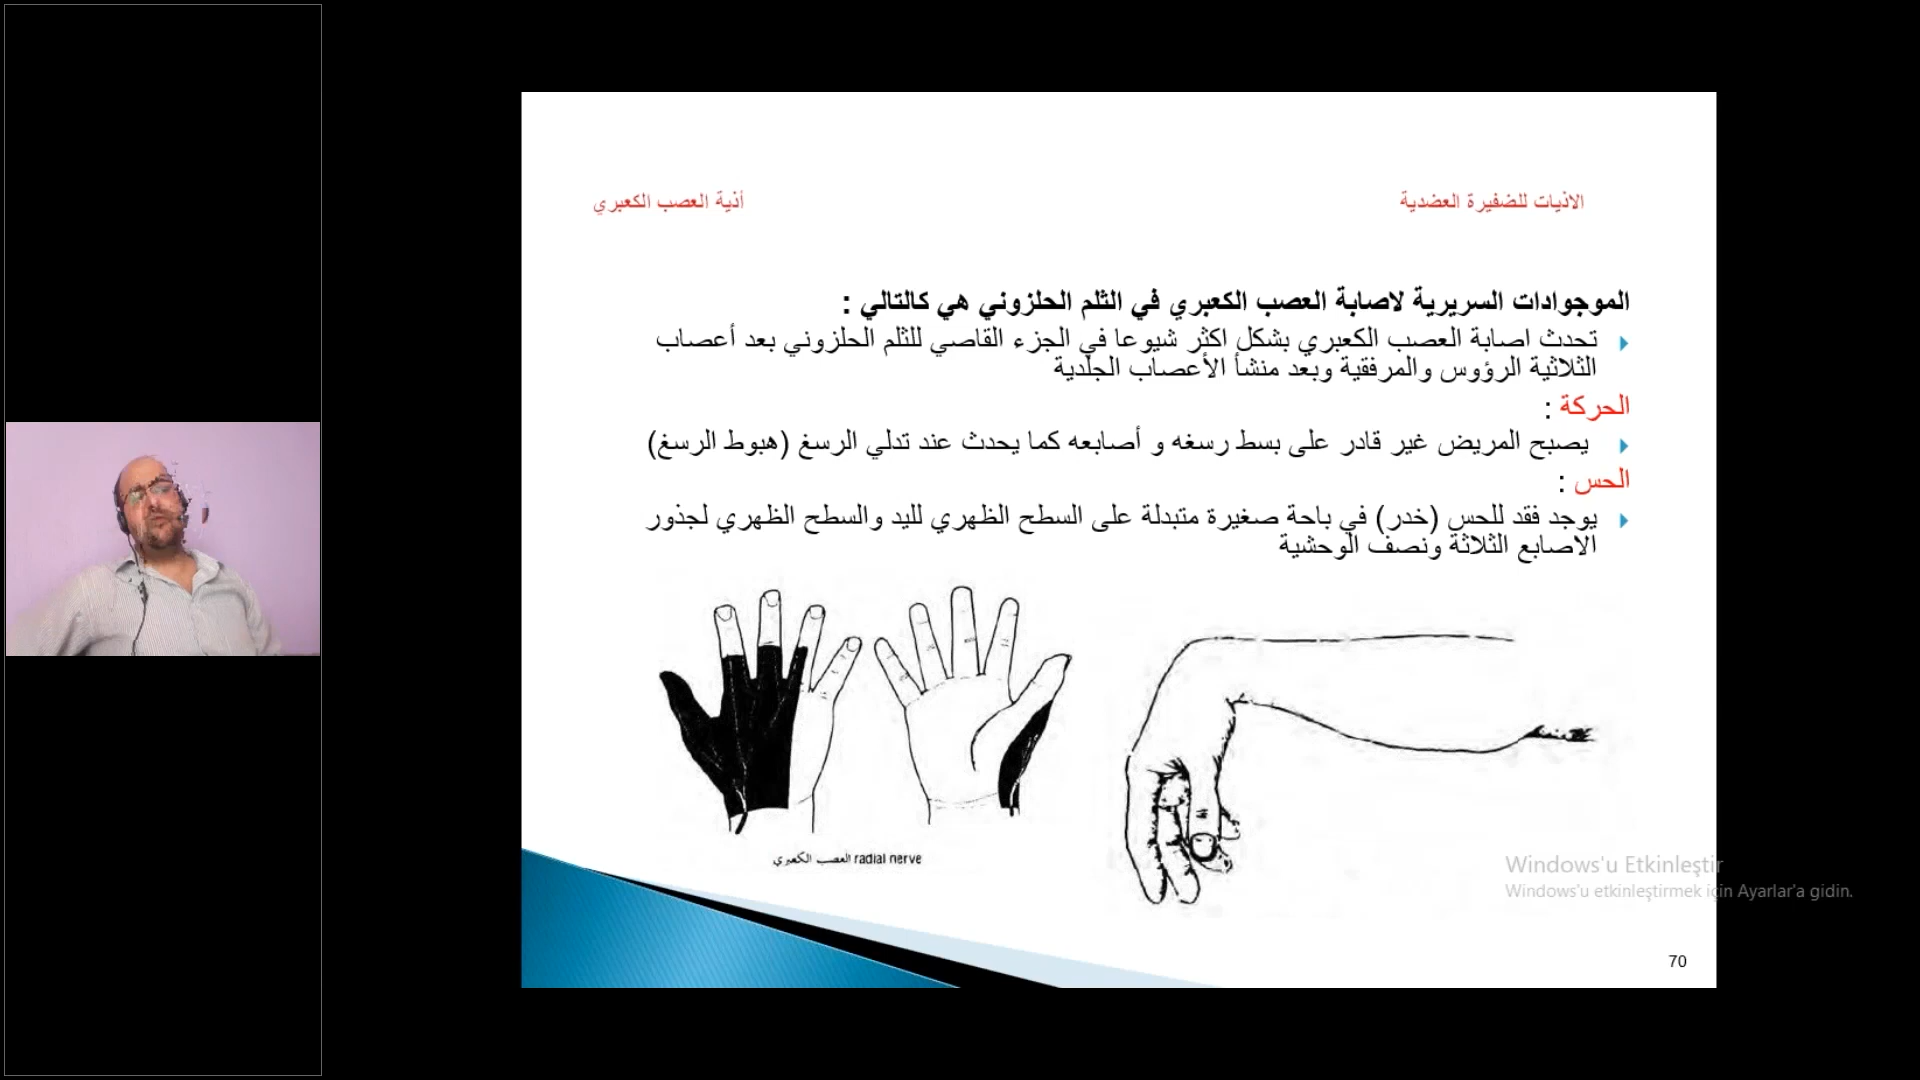 الاذيات للضفيرة العضدية
أذية العصب الكعبري
الموجوادات السريرية لاصابة العصب الكعبري في الثلم الحلزوني هي كالتالي :
تحدث اصابة العصب الكعبري بشكل اكثر شيوعا في الجزء القاصي للثلم الحلزوني بعد أعصاب
الثلاثية الرؤوس والمرفقية وبعد منشأ الأعصاب الجلدية
الحركة :
يصبح المريض غير قادر على بسط رسغه و أصابعه كما يحدث عند تدلي الرسغ (هبوط الرسغ)
الحس :
يوجد فقد للحس (خدر) في باحة صغيرة متبدلة على السطح الظهري لليد والسطح الظهري لجذور
الاصابع الثلاثة ونصف الوحشية
العصب الكعبري radial nerve
Windows'u Etkinleştir
Windows'u etkinleştirmek için Ayarlar'a gidin.
70